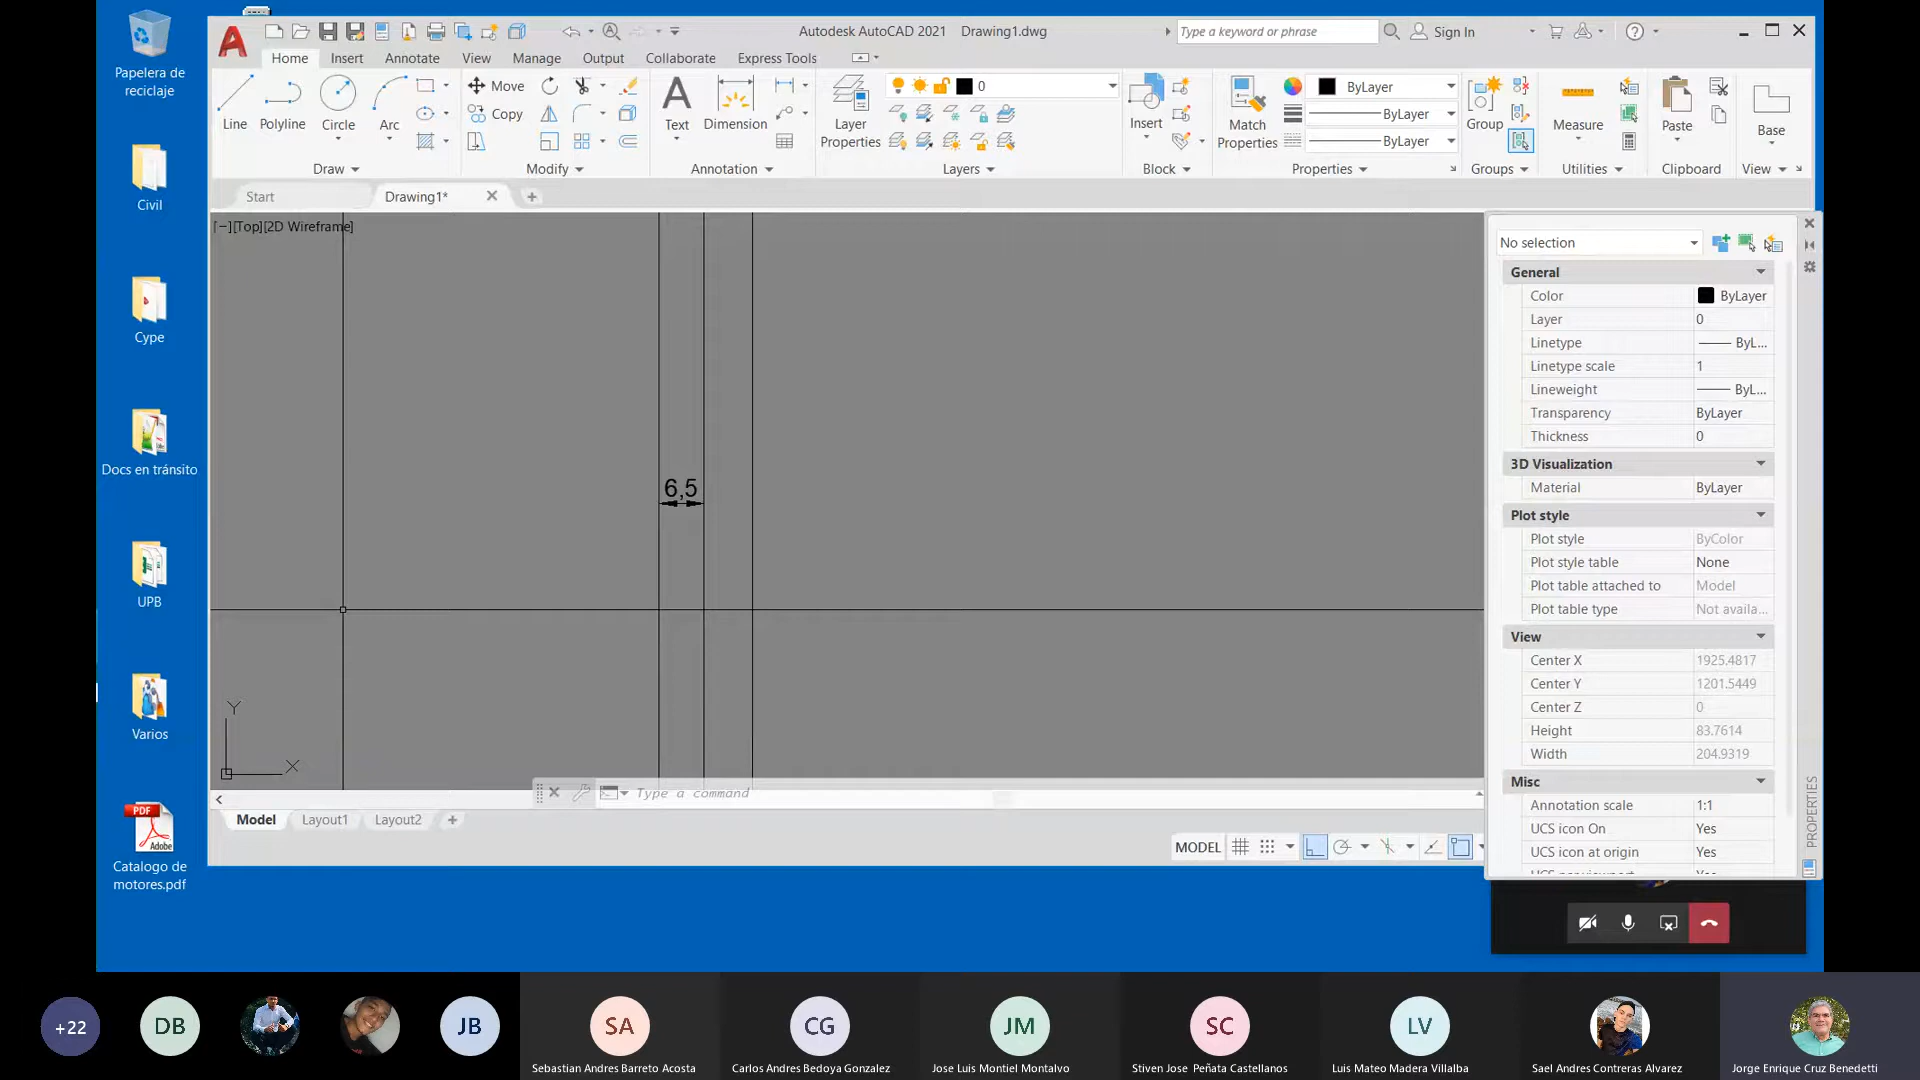 Papelera de
reciclaje
Civil
Cype
Docs en tránsito
UPB
Varios
PDF
Adobe
Catalogo de
motores.pdf
A
Autodesk AutoCAD 2021 Drawing1.dwg
Type a keyword or phrase
Sign In
Home Insert Annotate View Manage Output Collaborate Express Tools
Line
Polyline
Circle
Arc
Move
Copy
Text
Dimension
Layer
Properties
0
Insert
Match
Properties
ByLayer
ByLayer
ByLayer
Group
Measure
Paste
Base
Draw
Modify
Annotation
Layers
Block
Properties
Groups
Utilities
Clipboard
View
Start
Drawing1*
[−][Top][2D Wireframe]
6,5
Y
X
Type a command
Model Layout1 Layout2
MODEL
No selection
General
Color ByLayer
Layer 0
Linetype ByL...
Linetype scale 1
Lineweight ByL...
Transparency ByLayer
Thickness 0
3D Visualization
Material ByLayer
Plot style
Plot style ByColor
Plot style table None
Plot table attached to Model
Plot table type Not availa...
View
Center X 1925.4817
Center Y 1201.5449
Center Z 0
Height 83.7614
Width 204.9319
Misc
Annotation scale 1:1
UCS icon On Yes
UCS icon at origin Yes
PROPERTIES
+22
DB
JB
SA
CG
JM
SC
LV
Sebastian Andres Barreto Acosta
Carlos Andres Bedoya Gonzalez
Jose Luis Montiel Montalvo
Stiven Jose Peñata Castellanos
Luis Mateo Madera Villalba
Sael Andres Contreras Alvarez
Jorge Enrique Cruz Benedetti